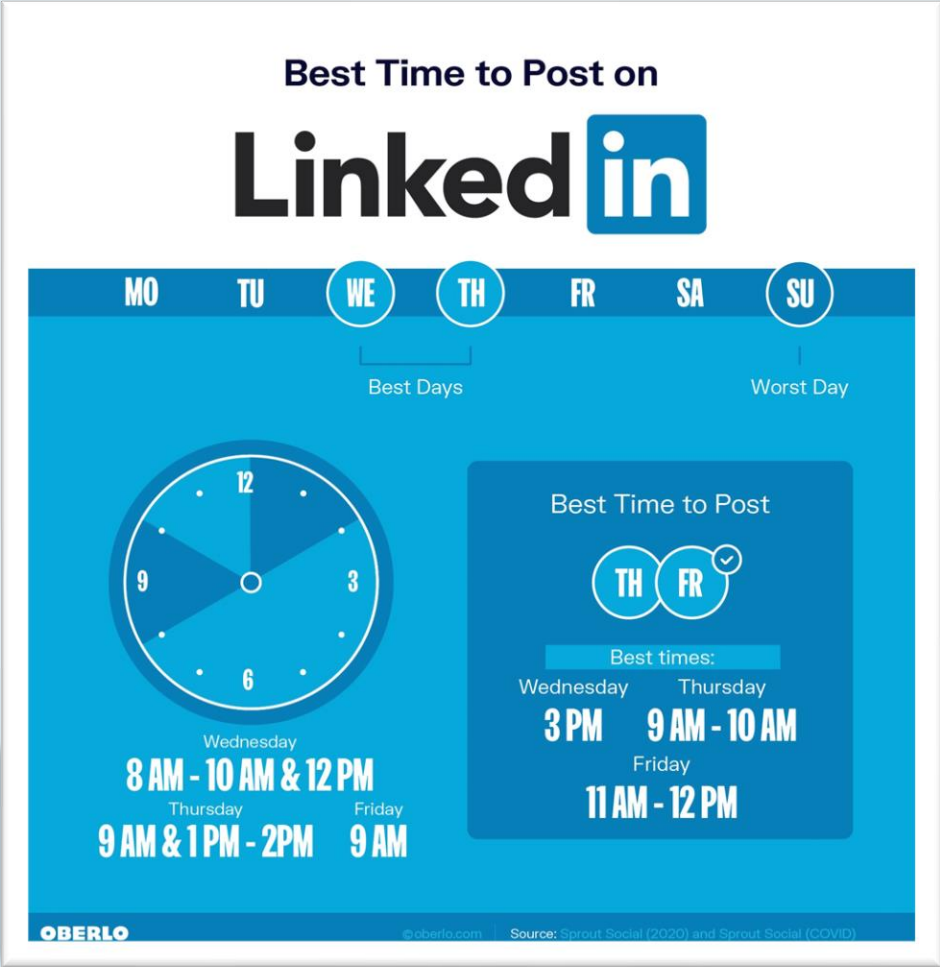 Best Time to Post on
Linked in
MO TU WE TH FR SA SU
Best Days
Worst Day
12
9
3
6
Wednesday
8 AM - 10 AM & 12 PM
Thursday Friday
9 AM & 1 PM - 2PM 9 AM
Best Time to Post
TH FR
Best times:
Wednesday Thursday
3 PM 9 AM - 10 AM
Friday
11 AM - 12 PM
OBERLO ©oberlo.com Source: Sprout Social (2020) and Sprout Social (COVID)